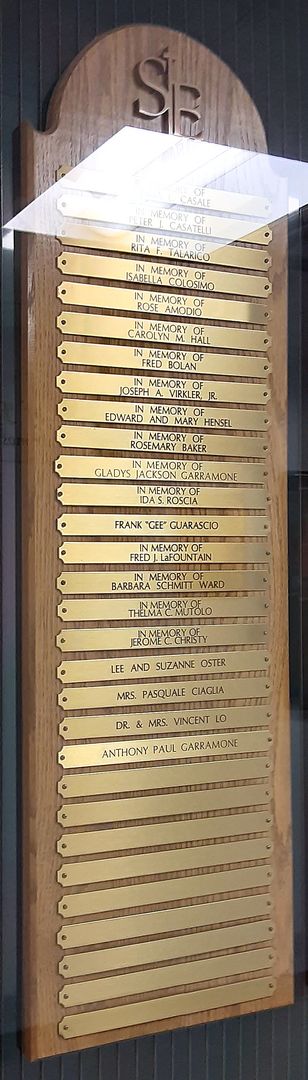 SE
OF
CASALE
IN MEMORY OF
PETER J. CASATELLI
IN MEMORY OF
RITA F. TALARICO
IN MEMORY OF
ISABELLA COLOSIMO
IN MEMORY OF
ROSE AMODIO
IN MEMORY OF
CAROLYN M. HALL
IN MEMORY OF
FRED BOLAN
IN MEMORY OF
JOSEPH A. VIRKLER, JR.
IN MEMORY OF
EDWARD AND MARY HENSEL
IN MEMORY OF
ROSEMARY BAKER
IN MEMORY OF
GLADYS JACKSON GARRAMONE
IN MEMORY OF
IDA S. ROSCIA
FRANK "GEE" GUARASCIO
IN MEMORY OF
FRED J. LaFOUNTAIN
IN MEMORY OF
BARBARA SCHMITT WARD
IN MEMORY OF
THELMA C. MUTOLO
IN MEMORY OF
JEROME C. CHRISTY
LEE AND SUZANNE OSTER
MRS. PASQUALE CIAGLIA
DR. & MRS. VINCENT LO
ANTHONY PAUL GARRAMONE